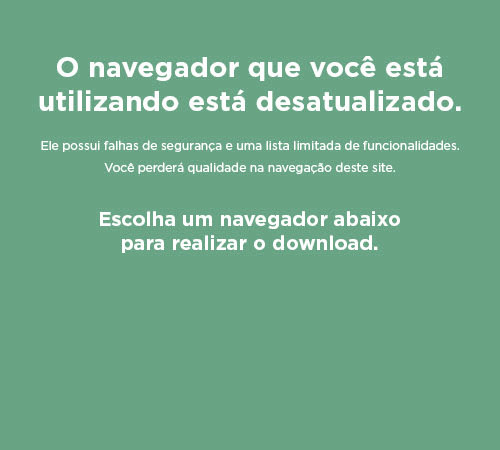 O navegador que você está
utilizando está desatualizado.
Ele possui falhas de segurança e uma lista limitada de funcionalidades.
Você perderá qualidade na navegação deste site.
Escolha um navegador abaixo
para realizar o download.